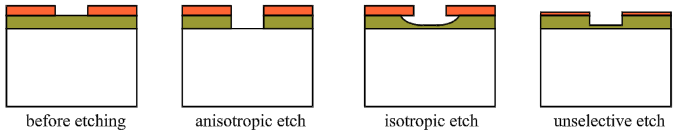 before etching
anisotropic etch
isotropic etch
unselective etch